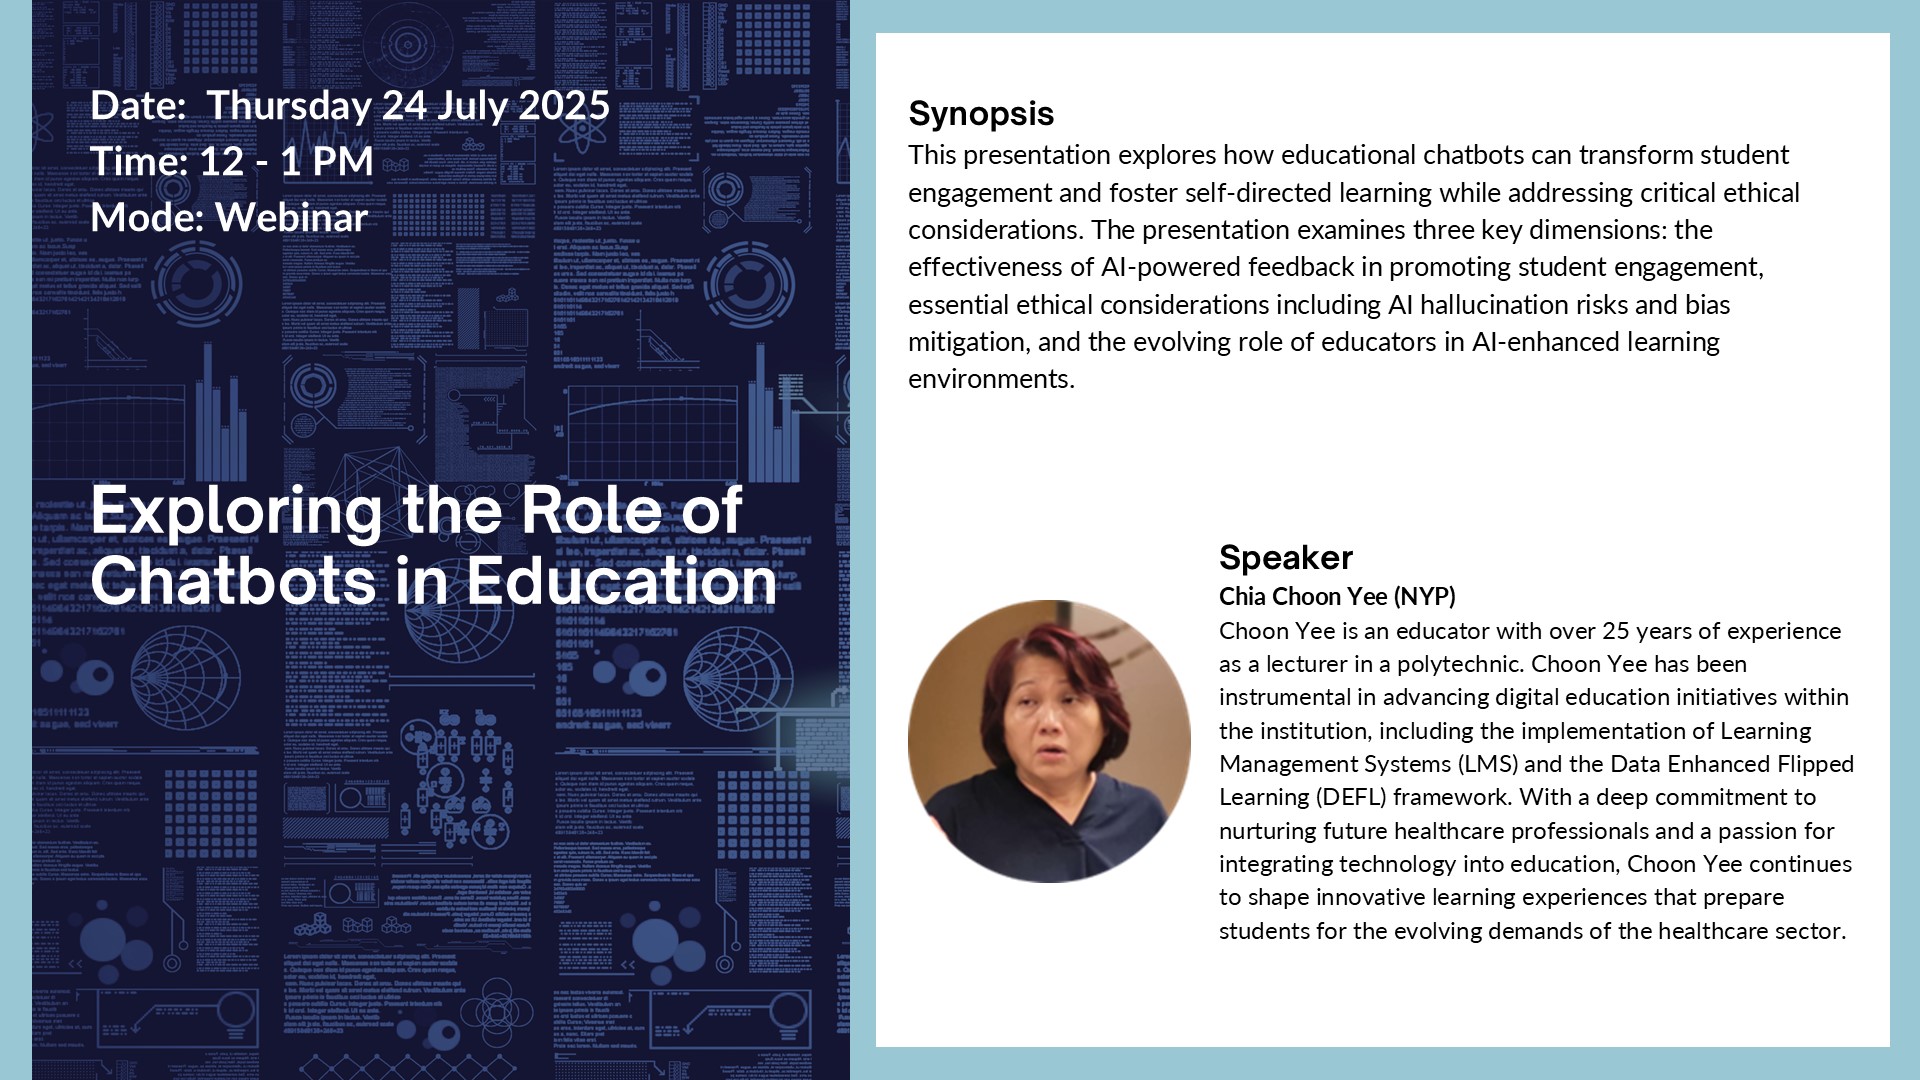 Date:  Thursday 24 July 2025
Time: 12 - 1 PM
Mode: Webinar
Exploring the Role of
Chatbots in Education
Synopsis
This presentation explores how educational chatbots can transform student
engagement and foster self-directed learning while addressing critical ethical
considerations. The presentation examines three key dimensions: the
effectiveness of AI-powered feedback in promoting student engagement,
essential ethical considerations including AI hallucination risks and bias
mitigation, and the evolving role of educators in AI-enhanced learning
environments.
Speaker
Chia Choon Yee (NYP)
Choon Yee is an educator with over 25 years of experience
as a lecturer in a polytechnic. Choon Yee has been
instrumental in advancing digital education initiatives within
the institution, including the implementation of Learning
Management Systems (LMS) and the Data Enhanced Flipped
Learning (DEFL) framework. With a deep commitment to
nurturing future healthcare professionals and a passion for
integrating technology into education, Choon Yee continues
to shape innovative learning experiences that prepare
students for the evolving demands of the healthcare sector.